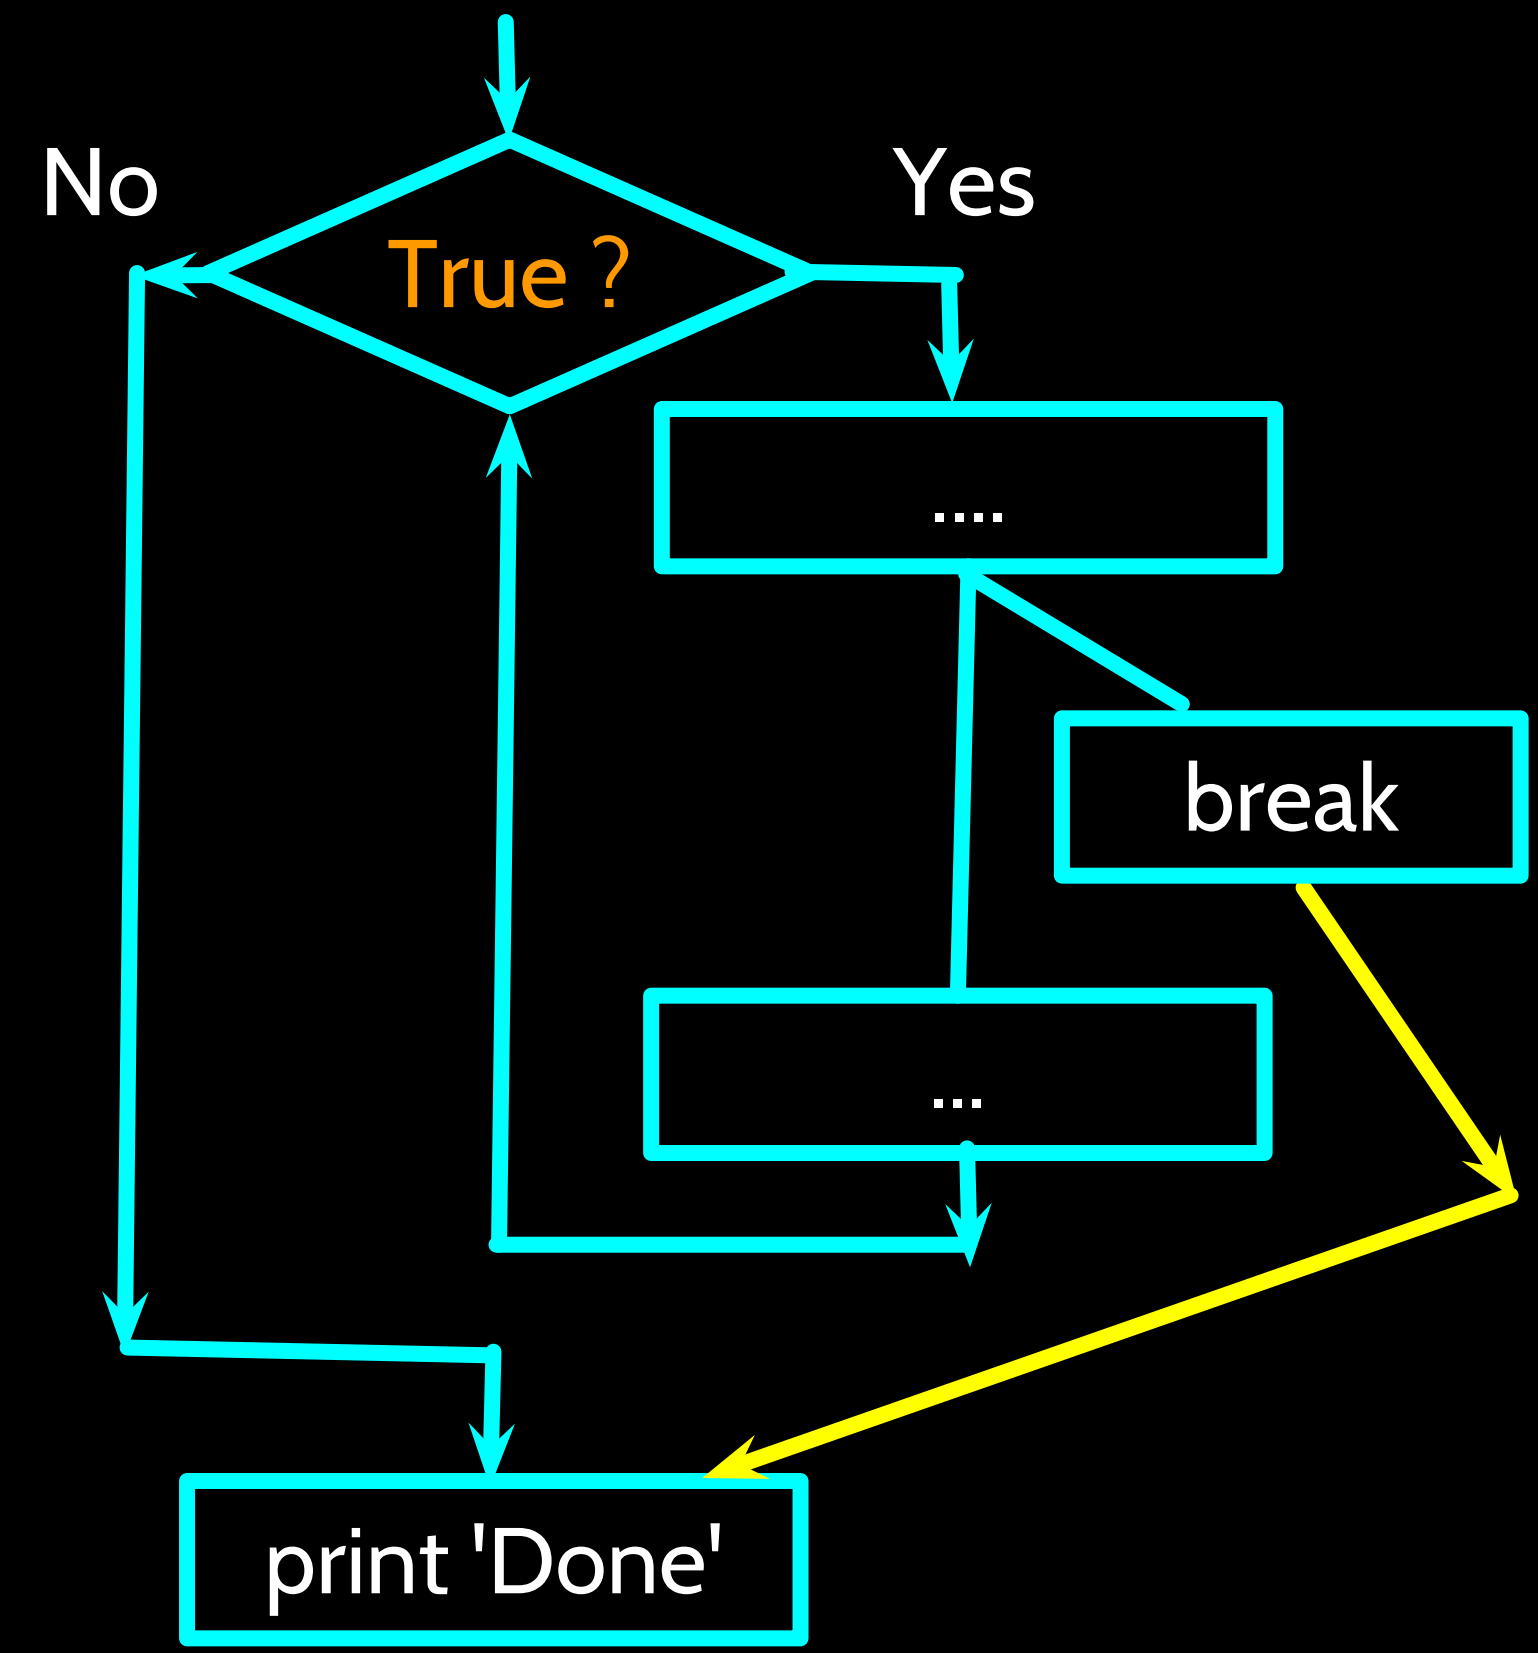 No
Yes
True ?
....
break
...
print 'Done'